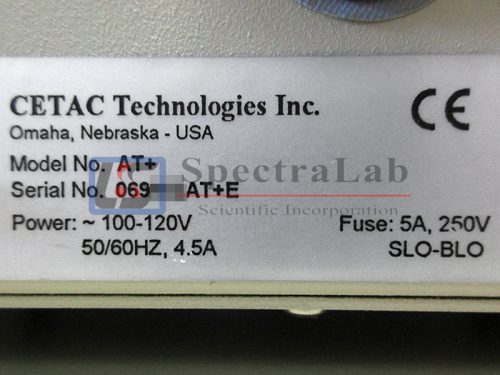 CETAC Technologies Inc.
CE
Omaha, Nebraska - USA
Model No. AT+
SpectraLab
Serial No. 069 AT+E
Scientific Incorporation
Power: ~ 100-120V
Fuse: 5A, 250V
50/60HZ, 4.5A
SLO-BLO